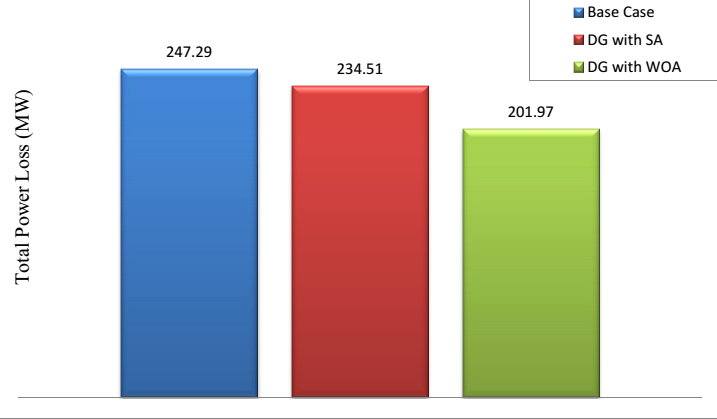 Base Case
DG with SA
DG with WOA
247.29
234.51
201.97
Total Power Loss (MW)